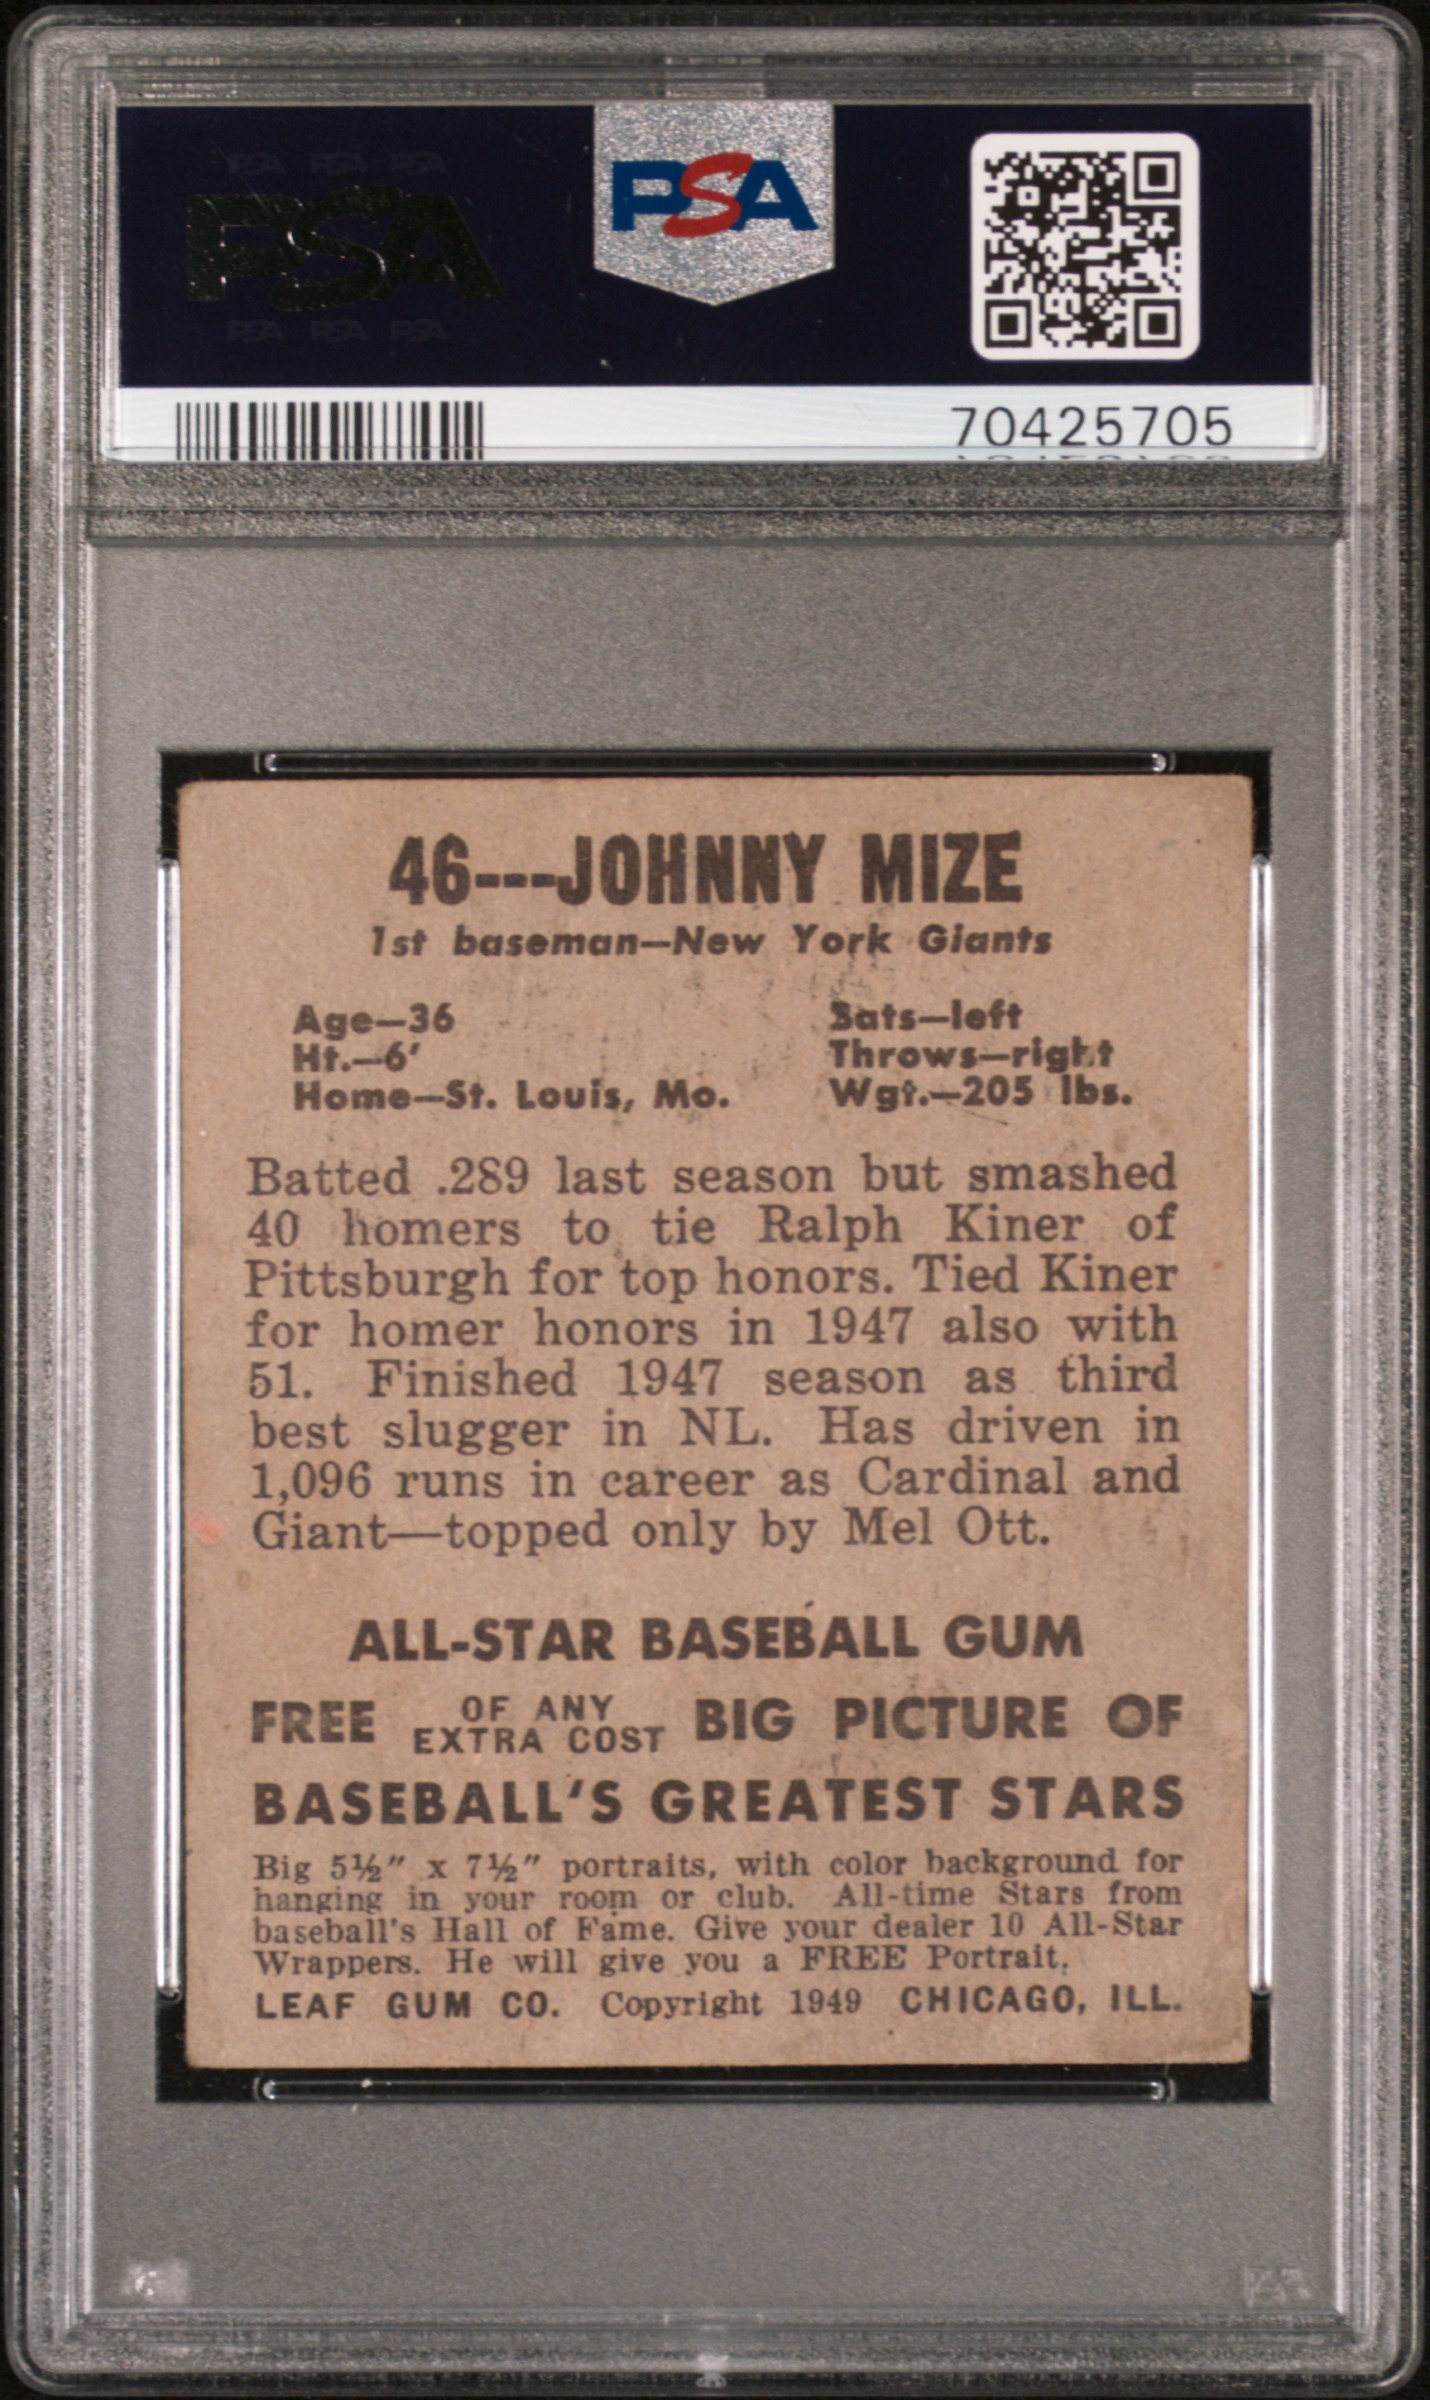 PSA PSA PSA
PSA
PSA PSA PSA
PSA
70425705
46---JOHNNY MIZE
1st baseman—New York Giants
Age—36
Ht.—6'
Home—St. Louis, Mo.
Bats—left
Throws—right
Wgt.—205 lbs.
Batted .289 last season but smashed
40 homers to tie Ralph Kiner of
Pittsburgh for top honors. Tied Kiner
for homer honors in 1947 also with
51. Finished 1947 season as third
best slugger in NL. Has driven in
1,096 runs in career as Cardinal and
Giant—topped only by Mel Ott.
ALL-STAR BASEBALL GUM
FREE OF ANY EXTRA COST BIG PICTURE OF
BASEBALL'S GREATEST STARS
Big 5½" x 7½" portraits, with color background for
hanging in your room or club. All-time Stars from
baseball's Hall of Fame. Give your dealer 10 All-Star
Wrappers. He will give you a FREE Portrait.
LEAF GUM CO. Copyright 1949 CHICAGO, ILL.
PSA